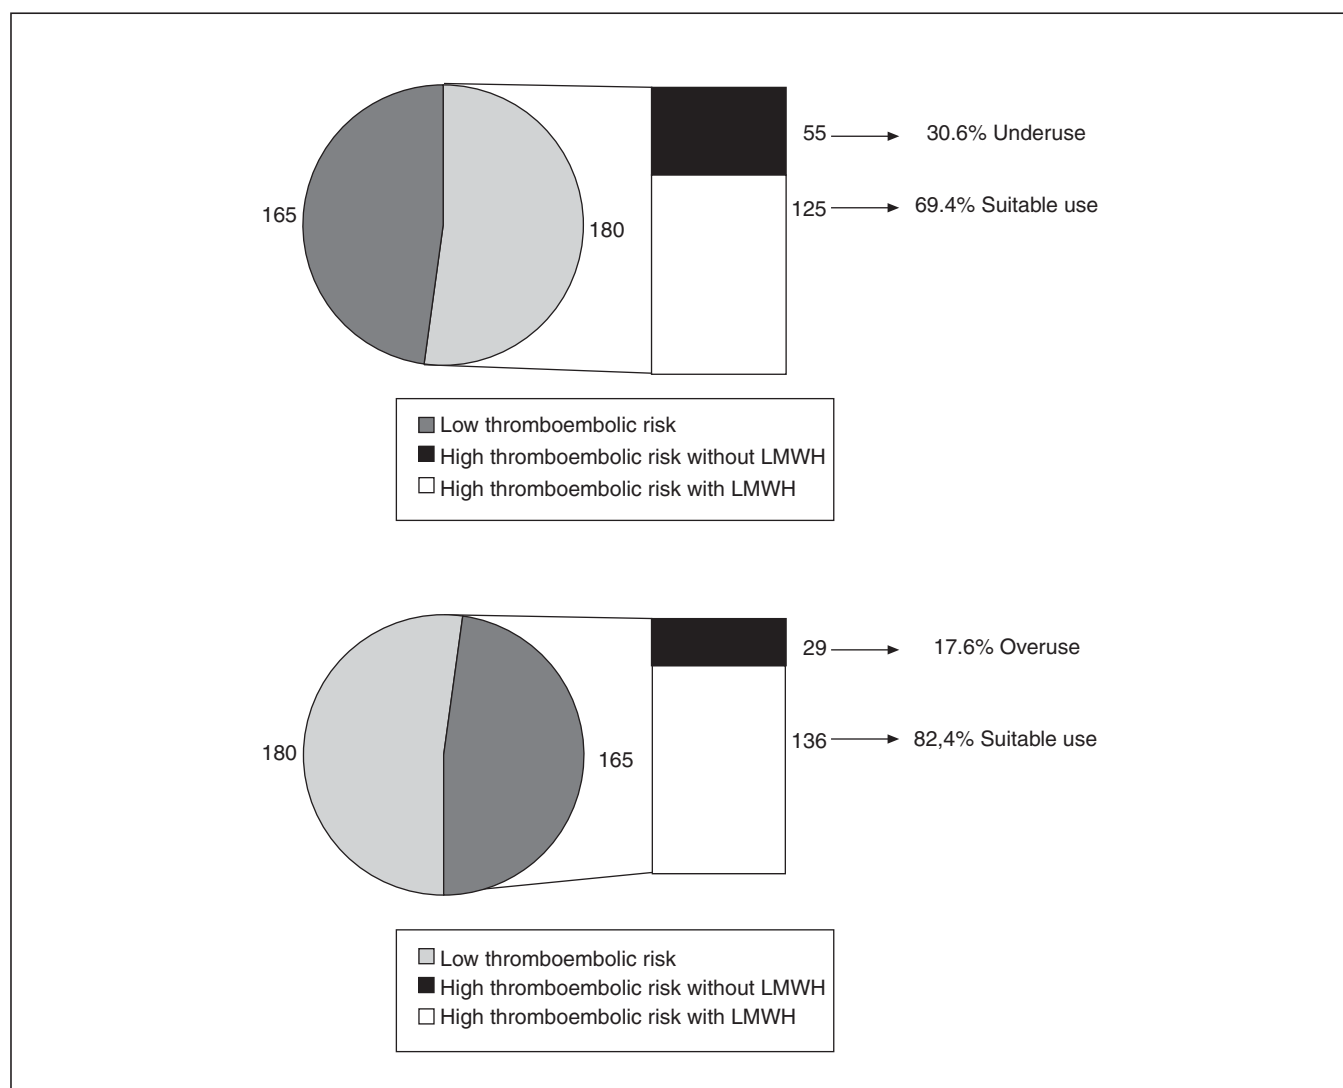 165
180
55
30.6% Underuse
125
69.4% Suitable use
Low thromboembolic risk
High thromboembolic risk without LMWH
High thromboembolic risk with LMWH
180
165
29
17.6% Overuse
136
82,4% Suitable use
Low thromboembolic risk
High thromboembolic risk without LMWH
High thromboembolic risk with LMWH